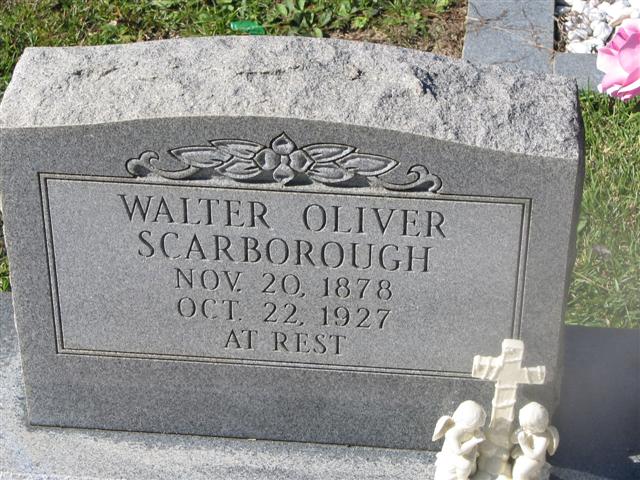 WALTER OLIVER
SCARBOROUGH
NOV. 20, 1878
OCT. 22, 1927
AT REST